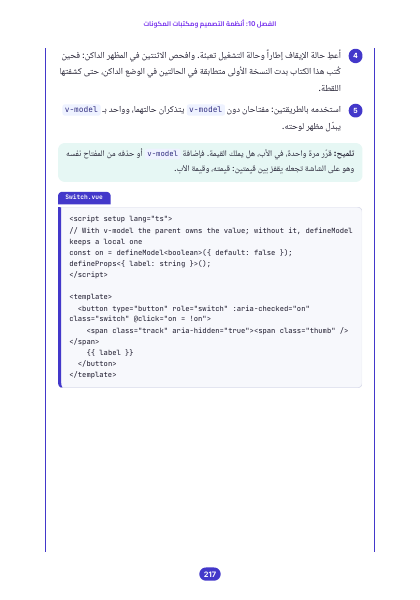 الفصل 10: أنظمة التصميم ومكتبات المكونات
4 أعطِ حالة الإيقاف إطاراً وحالة التشغيل تعبئة. وافحص الاثنتين في المظهر الداكن: فحين
كُتب هذا الكتاب بدت النسخة الأولى متطابقة في الحالتين في الوضع الداكن، حتى كشفتها
اللقطة.
5 استخدمه بالطريقتين: مفتاحان دون v-model يتذكران حالتهما، وواحد بـ v-model
يبدّل مظهر لوحته.
تلميح: قرّر مرة واحدة، في الأب، هل يملك القيمة. فإضافة v-model أو حذفه من المفتاح نفسه
وهو على الشاشة تجعله يقفز بين قيمتين: قيمته، وقيمة الأب.
Switch.vue
<script setup lang="ts">
// With v-model the parent owns the value; without it, defineModel
keeps a local one
const on = defineModel<boolean>({ default: false });
defineProps<{ label: string }>();
</script>
<template>
<button type="button" role="switch" :aria-checked="on"
class="switch" @click="on = !on">
<span class="track" aria-hidden="true"><span class="thumb" />
</span>
{{ label }}
</button>
</template>
217